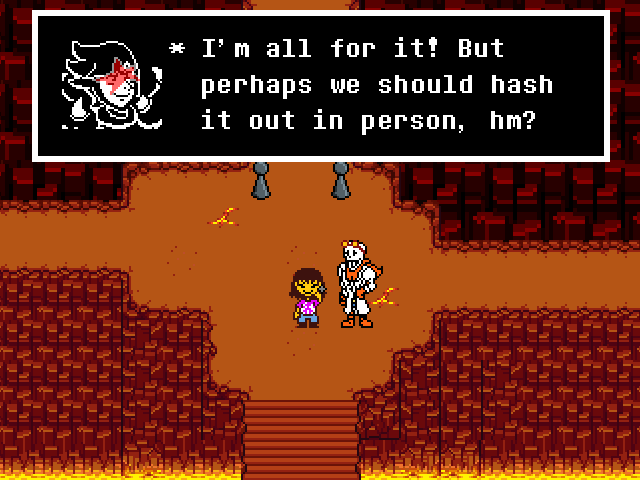 * I'm all for it! But
perhaps we should hash
it out in person, hm?